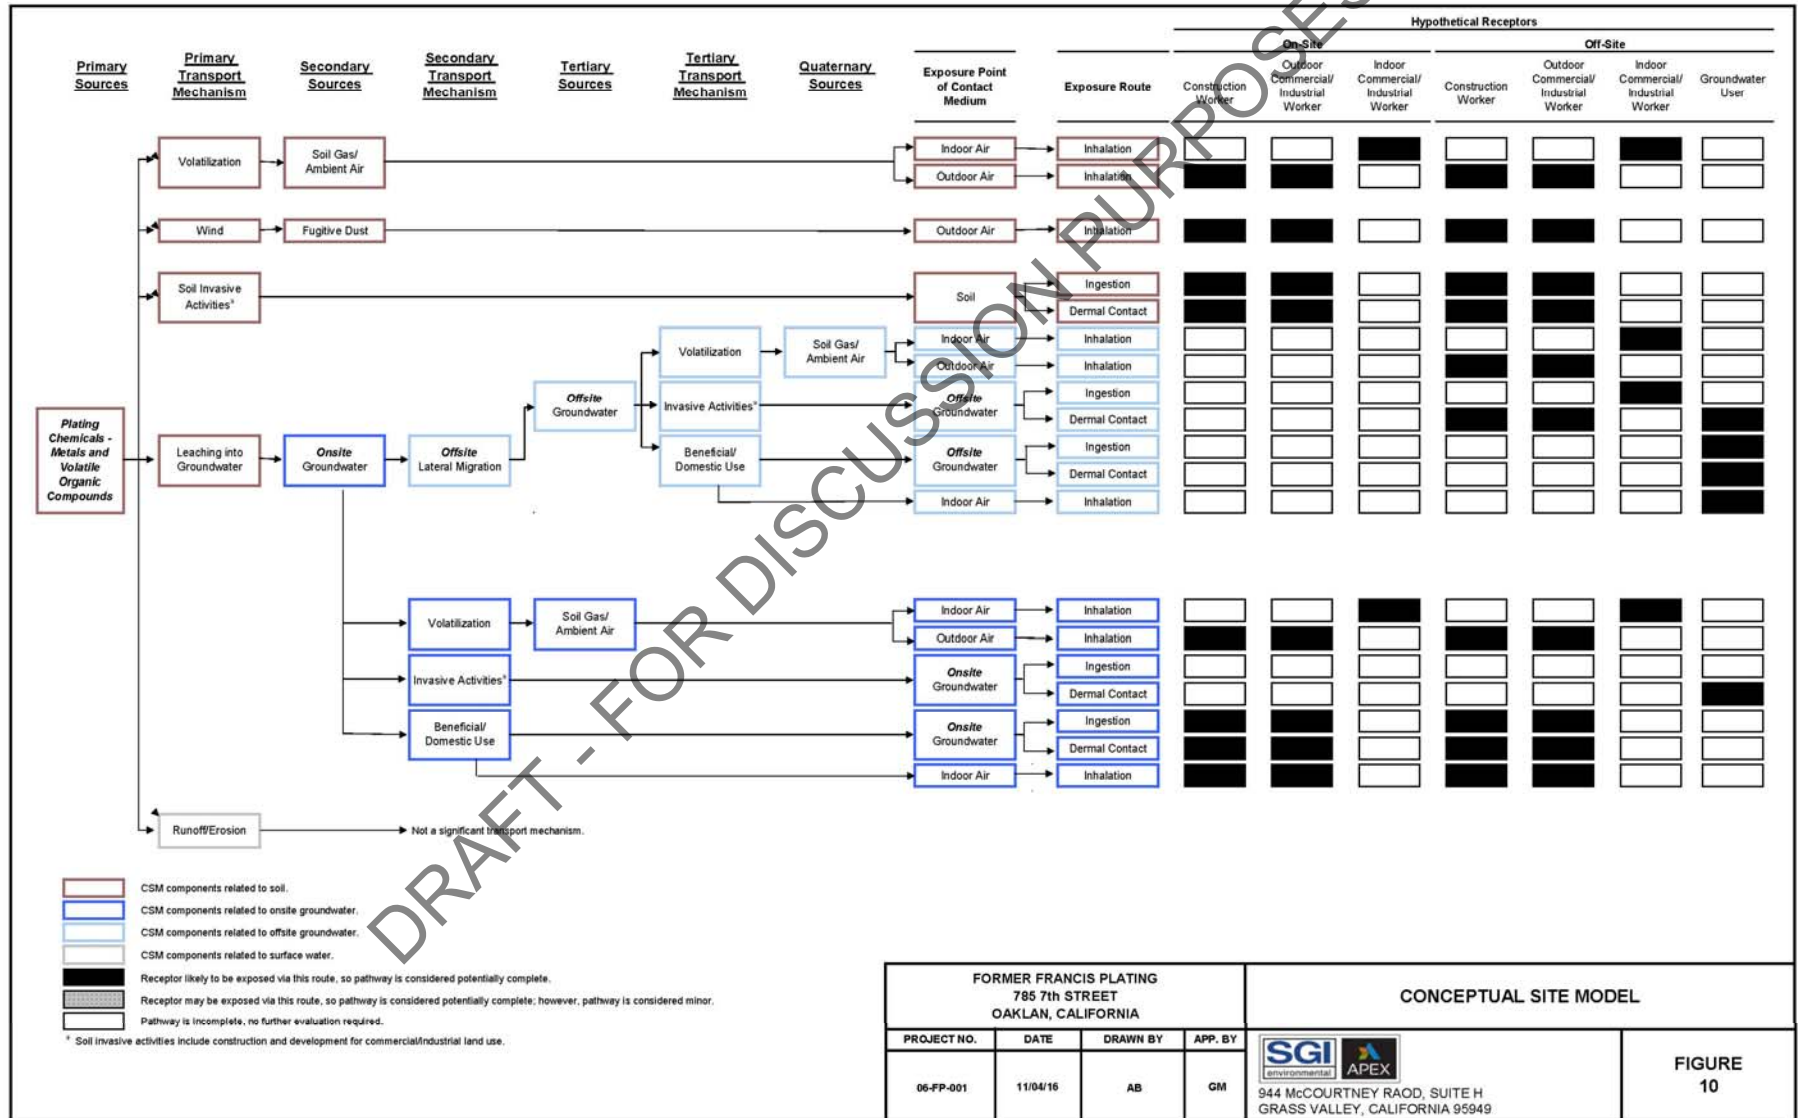 Hypothetical Receptors
On-Site
Off-Site
Primary
Sources
Primary
Transport
Mechanism
Secondary
Sources
Secondary
Transport
Mechanism
Tertiary
Sources
Tertiary
Transport
Mechanism
Quaternary
Sources
Exposure Point
of Contact
Medium
Exposure Route
Construction
Worker
Outdoor
Commercial/
Industrial
Worker
Indoor
Commercial/
Industrial
Worker
Construction
Worker
Outdoor
Commercial/
Industrial
Worker
Indoor
Commercial/
Industrial
Worker
Groundwater
User
Volatilization
Soil Gas/
Ambient Air
Indoor Air
Inhalation
Outdoor Air
Inhalation
Wind
Fugitive Dust
Outdoor Air
Inhalation
Soil Invasive
Activities*
Soil
Ingestion
Dermal Contact
Volatilization
Soil Gas/
Ambient Air
Indoor Air
Inhalation
Outdoor Air
Inhalation
Offsite
Groundwater
Invasive Activities*
Offsite
Groundwater
Ingestion
Dermal Contact
Plating
Chemicals -
Metals and
Volatile
Organic
Compounds
Leaching into
Groundwater
Onsite
Groundwater
Offsite
Lateral Migration
Beneficial/
Domestic Use
Offsite
Groundwater
Ingestion
Dermal Contact
Indoor Air
Inhalation
Volatilization
Soil Gas/
Ambient Air
Indoor Air
Inhalation
Outdoor Air
Inhalation
Invasive Activities*
Onsite
Groundwater
Ingestion
Dermal Contact
Beneficial/
Domestic Use
Onsite
Groundwater
Ingestion
Dermal Contact
Indoor Air
Inhalation
Runoff/Erosion
Not a significant transport mechanism.
CSM components related to soil.
CSM components related to onsite groundwater.
CSM components related to offsite groundwater.
CSM components related to surface water.
Receptor likely to be exposed via this route, so pathway is considered potentially complete.
Receptor may be exposed via this route, so pathway is considered potentially complete; however, pathway is considered minor.
Pathway is incomplete, no further evaluation required.
* Soil invasive activities include construction and development for commercial/industrial land use.
DRAFT - FOR DISCUSSION PURPOSES
FORMER FRANCIS PLATING
785 7th STREET
OAKLAN, CALIFORNIA
CONCEPTUAL SITE MODEL
PROJECT NO.
DATE
DRAWN BY
APP. BY
06-FP-001
11/04/16
AB
GM
SGI
environmental
APEX
944 McCOURTNEY RAOD, SUITE H
GRASS VALLEY, CALIFORNIA 95949
FIGURE
10